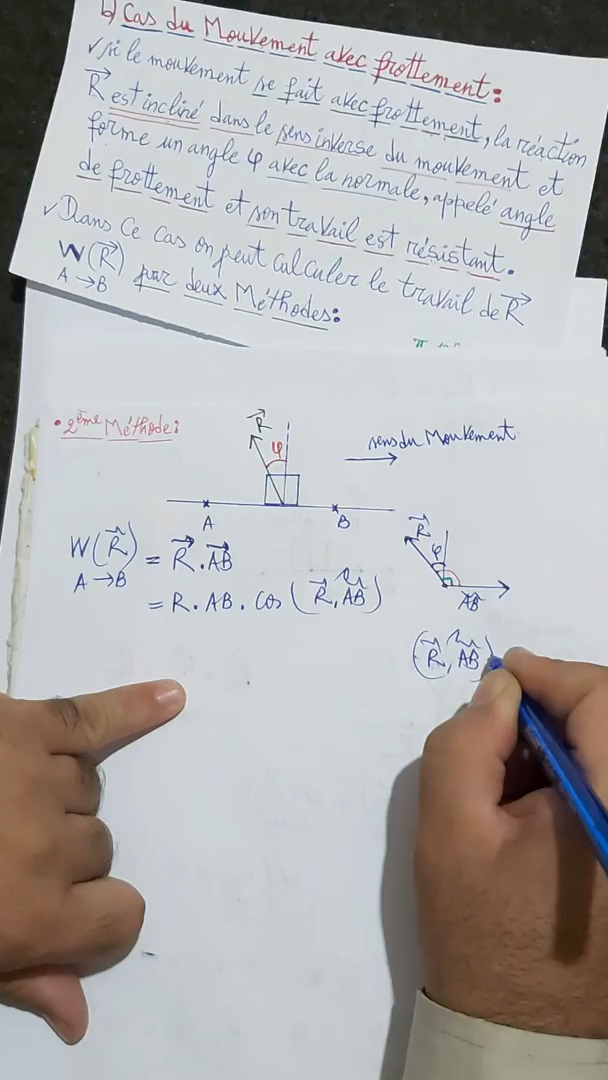 b) Cas du Mouvement avec frottement:
✓ si le mouvement se fait avec frottement, la réaction
R⃗ est incliné dans le sens inverse du mouvement et
forme un angle φ avec la normale, appelé angle
de frottement et son travail est résistant.
✓ Dans ce cas on peut calculer le travail de R⃗
W(R⃗) par deux Méthodes:
A→B
• 2ème Méthode:
R⃗
φ
sens du Mouvement
A
B
W(R⃗) = R⃗ . AB⃗
A→B
= R . AB . cos (R⃗, AB⃗)
R⃗
φ
AB⃗
(R⃗, AB⃗)